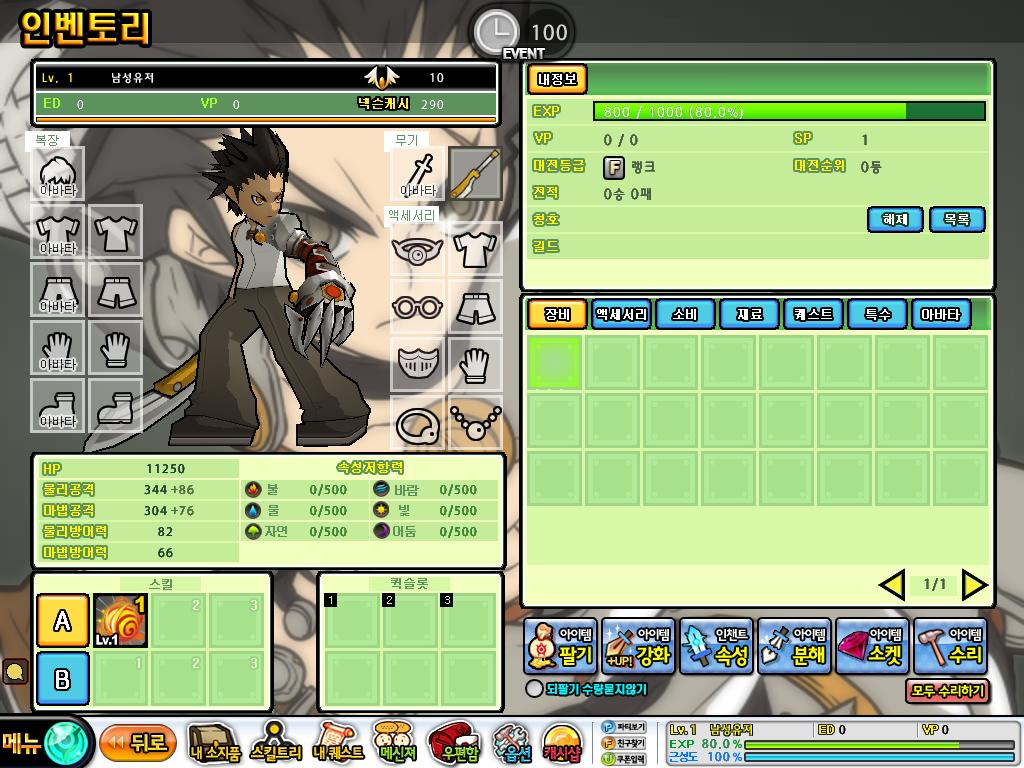 인벤토리
100
EVENT
Lv. 1 남성유저 10
ED 0 VP 0 넥슨캐시 290
복장
아바타
아바타
아바타
아바타
아바타
무기
아바타
액세서리
HP 11250
물리공격 344 +86
마법공격 304 +76
물리방어력 82
마법방어력 66
속성저항력
불 0/500 바람 0/500
물 0/500 빛 0/500
자연 0/500 어둠 0/500
스킬
A 1 Lv.1 2 3
B 1 2 3
퀵슬롯
1 2 3
내정보
EXP 800 / 1000 (80.0%)
VP 0 / 0 SP 1
대전등급 F 랭크 대전순위 0등
전적 0승 0패
칭호 해제 목록
길드
장비 액세서리 소비 재료 퀘스트 특수 아바타
1/1
아이템 팔기
아이템 +UP! 강화
인챈트 속성
아이템 분해
아이템 소켓
아이템 수리
되팔기 수량묻지않기
모두 수리하기
메뉴 뒤로 내 소지품 스킬트리 내 퀘스트 메신저 우편함 옵션 캐시샵
P 파티보기
F 친구찾기
U 쿠폰입력
Lv.1 남성유저 ED 0 VP 0
EXP 80.0%
근성도 100%